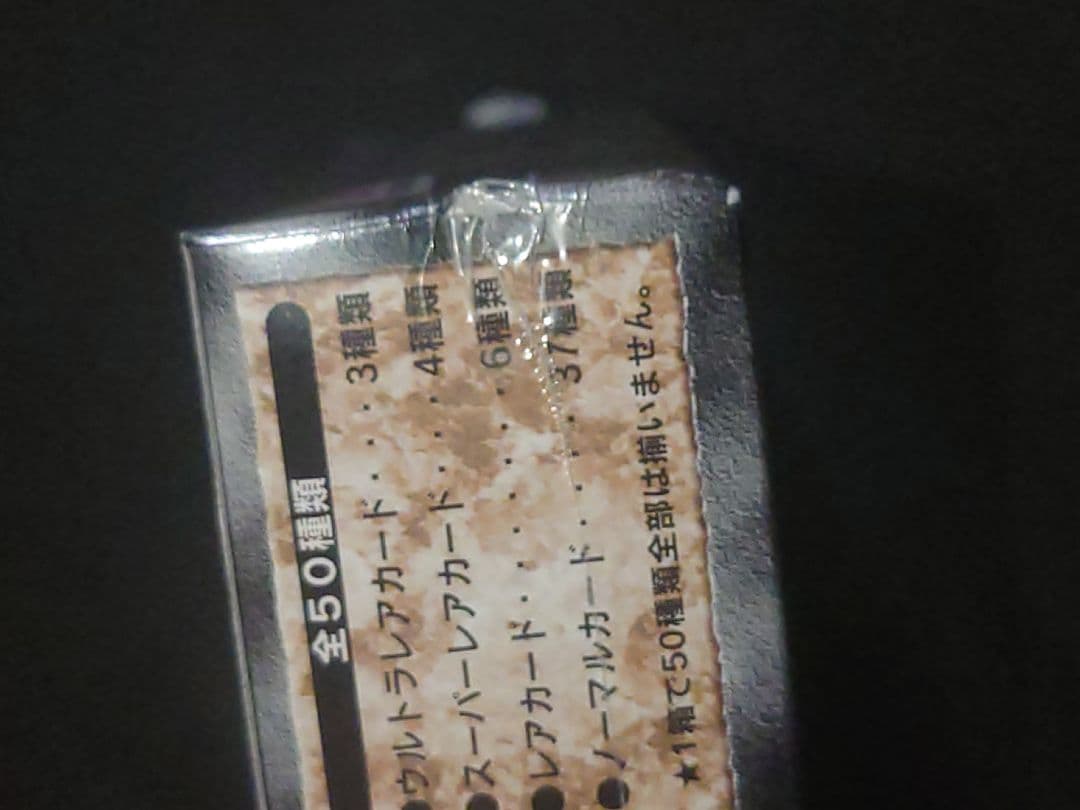 全50種類
●ウルトラレアカード・・・3種類
●スーパーレアカード・・・4種類
●レアカード・・・・・・6種類
●ノーマルカード・・・37種類
★1箱で50種類全部は揃いません。